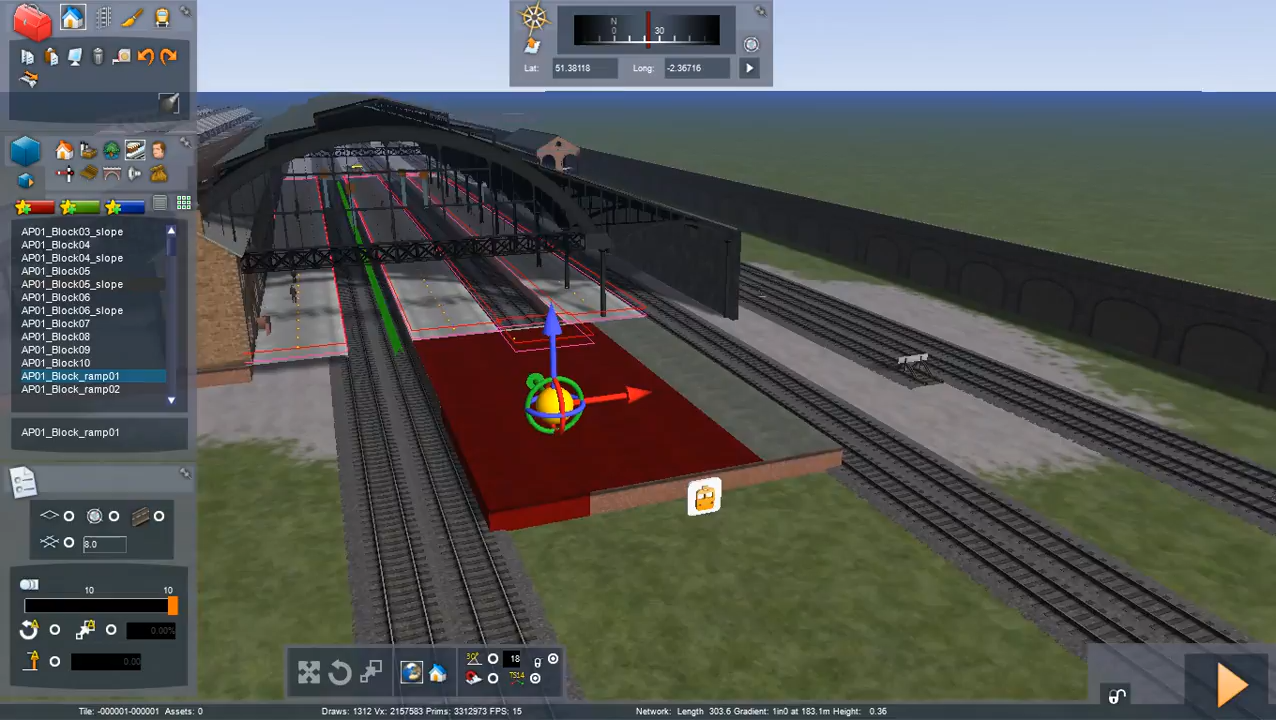 N
0 30
Lat: 51.38118 Long: -2.36716
AP01_Block03_slope
AP01_Block04
AP01_Block04_slope
AP01_Block05
AP01_Block05_slope
AP01_Block06
AP01_Block06_slope
AP01_Block07
AP01_Block08
AP01_Block09
AP01_Block10
AP01_Block_ramp01
AP01_Block_ramp02
AP01_Block_ramp01
8.0
10 10
0.00%
0.00
30° 18
TS14
Tile: -000001-000001 Assets: 0 Draws: 1312 Vx: 2157583 Prims: 3312973 FPS: 15 Network: Length 303.6 Gradient: 1in0 at 183.1m Height: 0.36